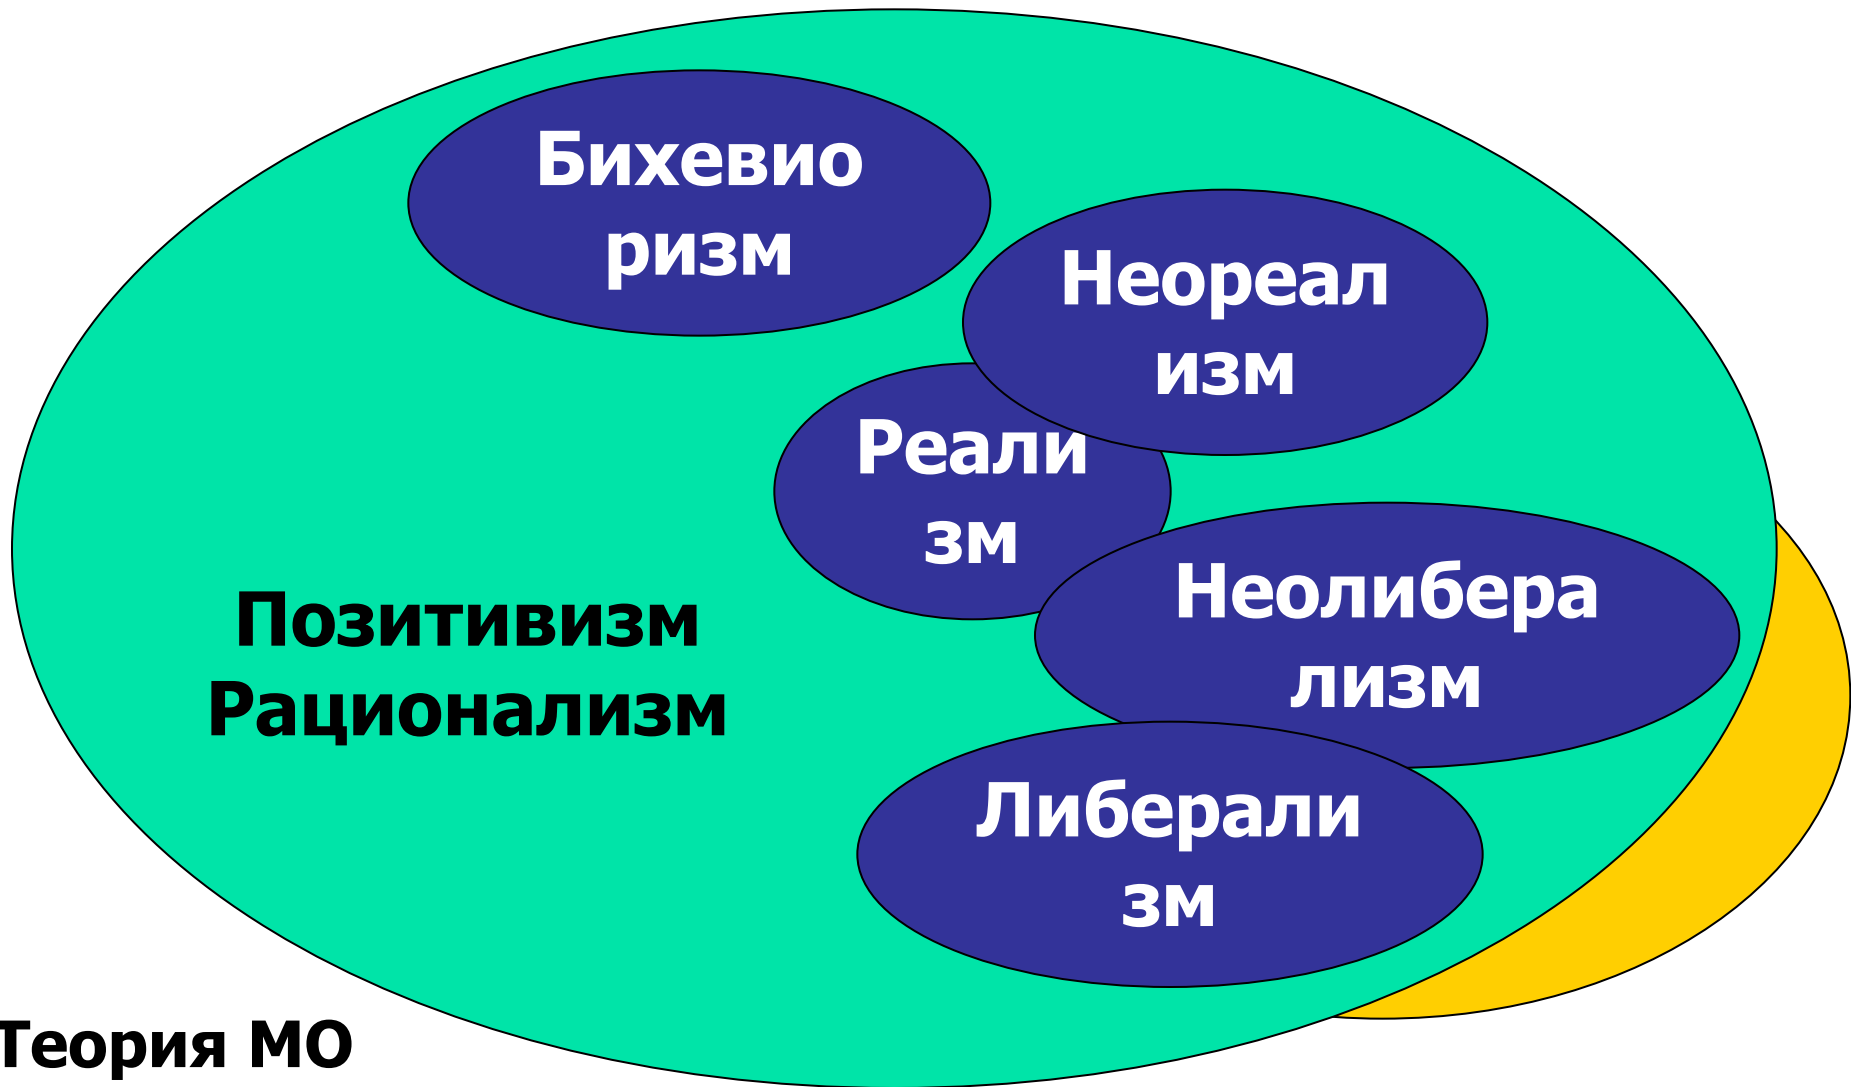 Бихевио
ризм
Неореал
изм
Реали
зм
Неолибера
лизм
Позитивизм
Рационализм
Либерали
зм
Теория МО